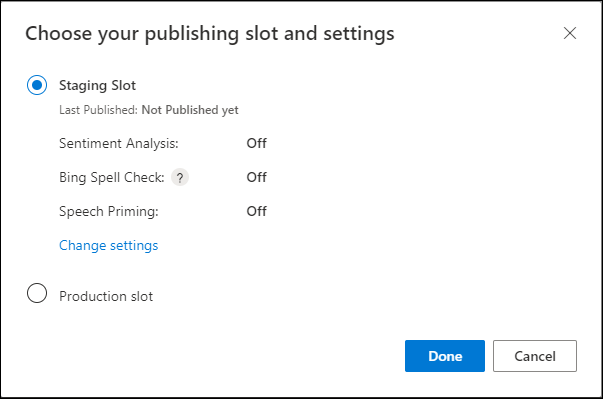 Choose your publishing slot and settings
Staging Slot
Last Published: Not Published yet
Sentiment Analysis: Off
Bing Spell Check: ? Off
Speech Priming: Off
Change settings
Production slot
Done Cancel